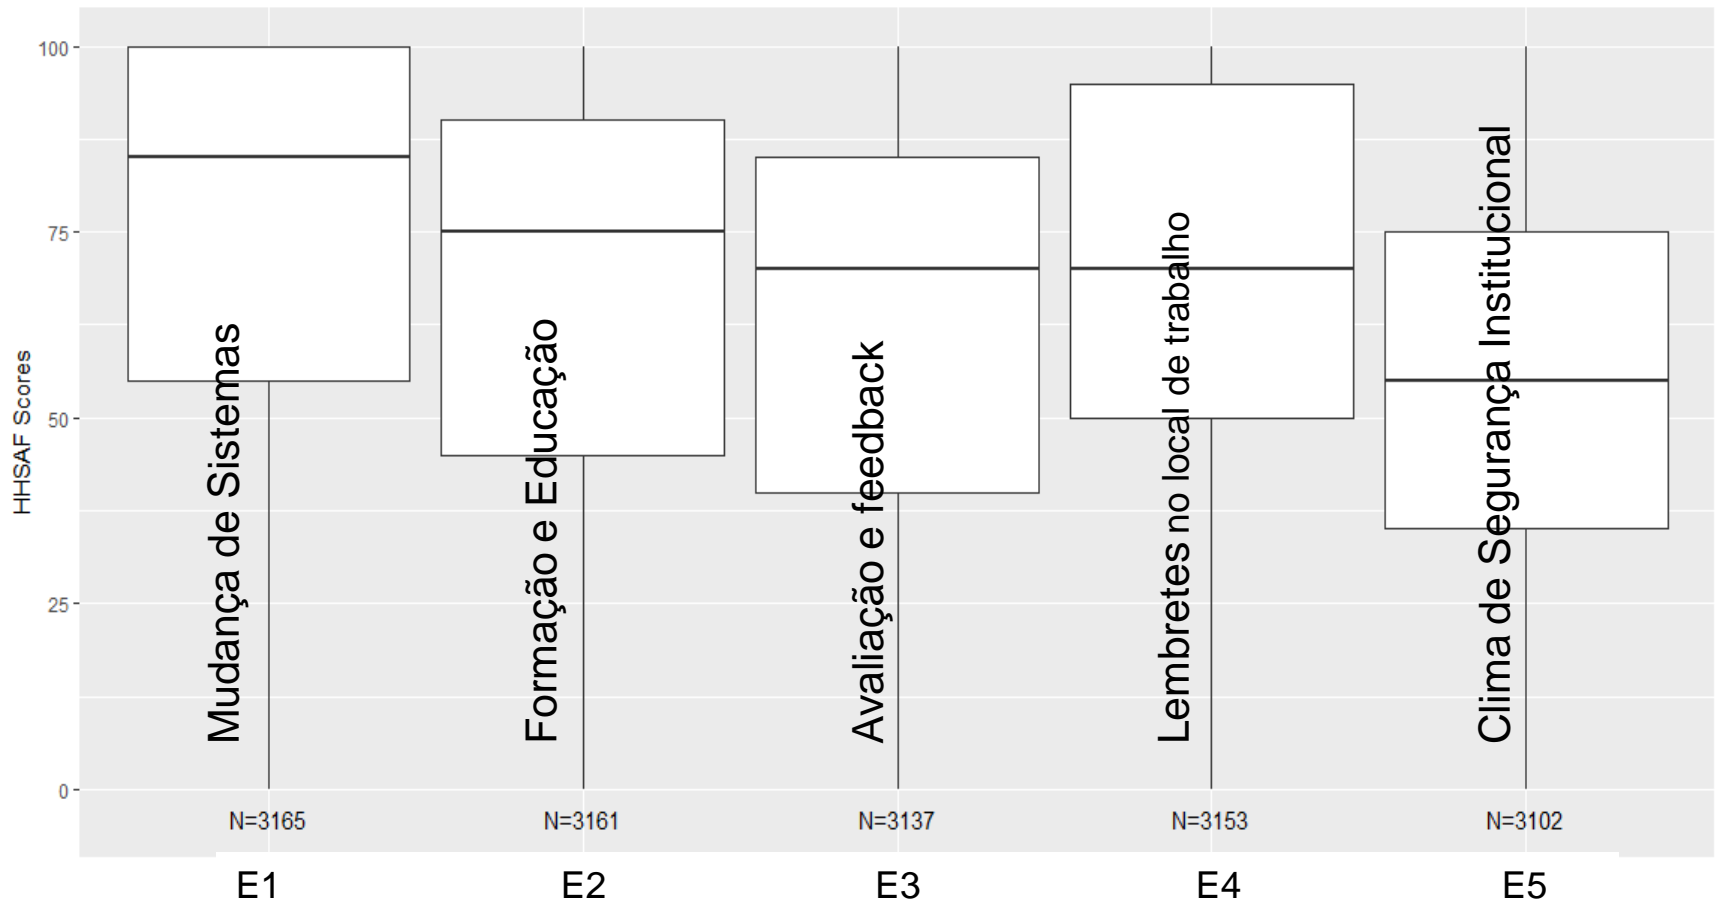 HHSAF Scores
100
75
50
25
0
Mudança de Sistemas
Formação e Educação
Avaliação e feedback
Lembretes no local de trabalho
Clima de Segurança Institucional
N=3165
N=3161
N=3137
N=3153
N=3102
E1
E2
E3
E4
E5